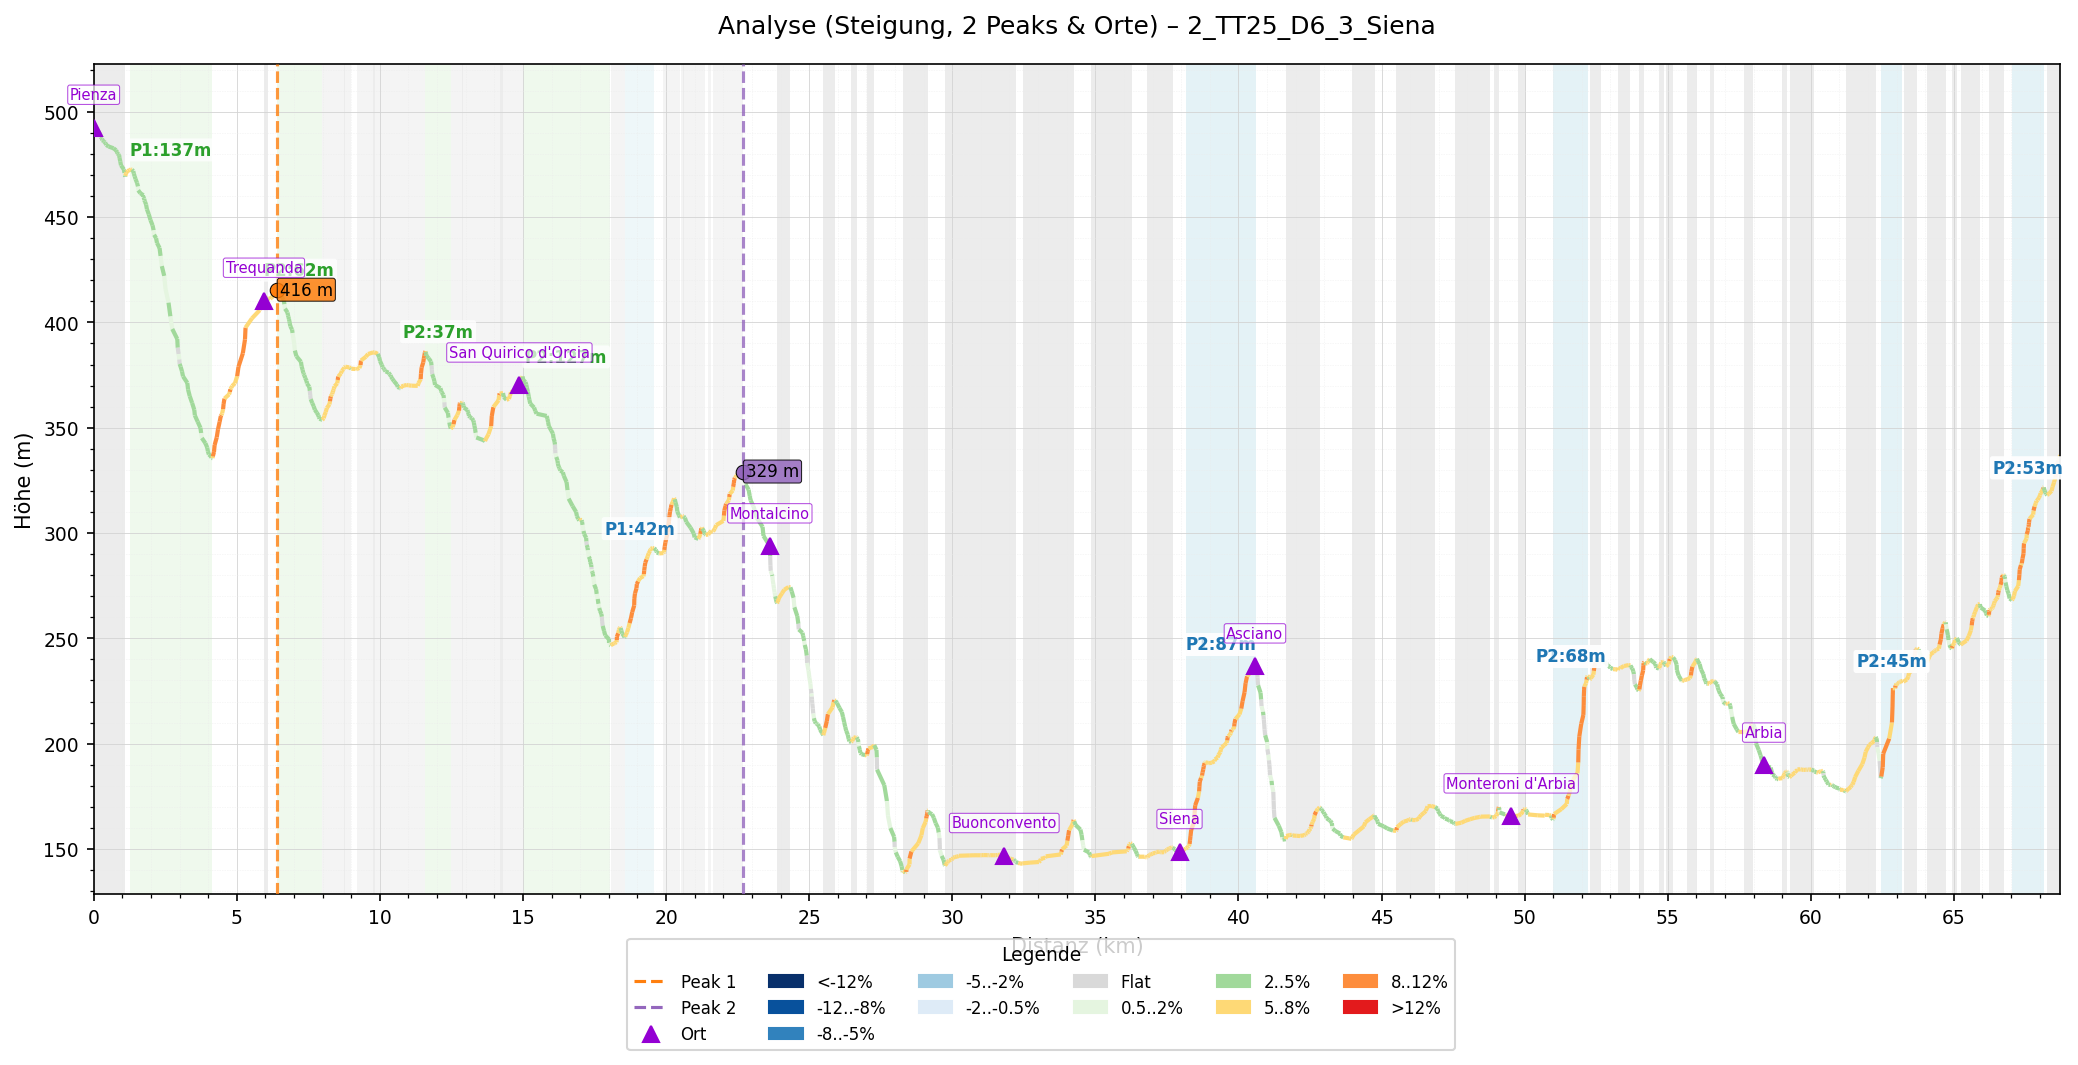 Analyse (Steigung, 2 Peaks & Orte) – 2_TT25_D6_3_Siena
Höhe (m)
500
450
400
350
300
250
200
150
Pienza
P1:137m
Trequanda
2m
416 m
P2:37m
San Quirico d'Orcia
m
P1:42m
329 m
Montalcino
Buonconvento
Siena
P2:87m
Asciano
Monteroni d'Arbia
P2:68m
Arbia
P2:45m
P2:53m
0 5 10 15 20 25 30 35 40 45 50 55 60 65
Distanz (km)
Legende
Peak 1 <-12% -5..-2% Flat 2..5% 8..12%
Peak 2 -12..-8% -2..-0.5% 0.5..2% 5..8% >12%
Ort -8..-5%